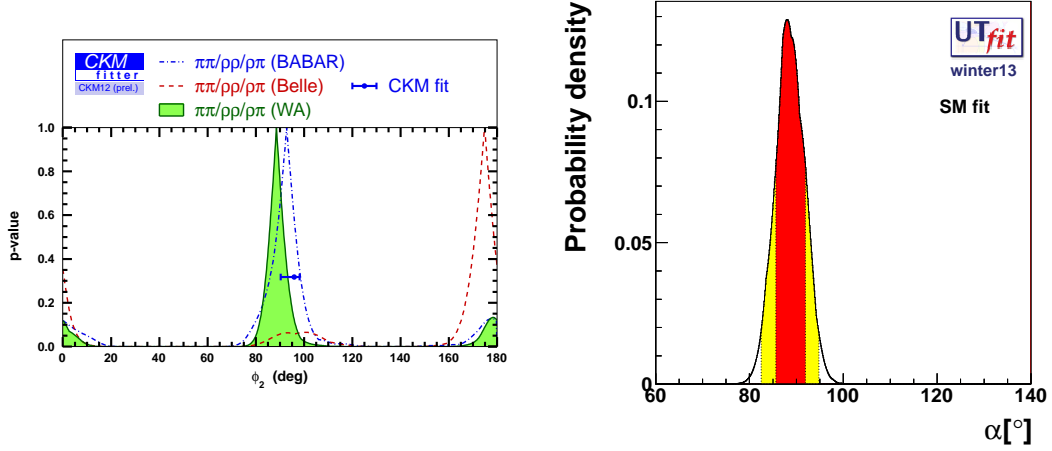 CKM
fitter
CKM12 (prel.)
ππ/ρρ/ρπ (BABAR)
ππ/ρρ/ρπ (Belle)
CKM fit
ππ/ρρ/ρπ (WA)
p-value
1.0
0.8
0.6
0.4
0.2
0.0
0 20 40 60 80 100 120 140 160 180
ϕ₂ (deg)
Probability density
0.1
0.05
0
UTfit
winter13
SM fit
60 80 100 120 140
α[°]